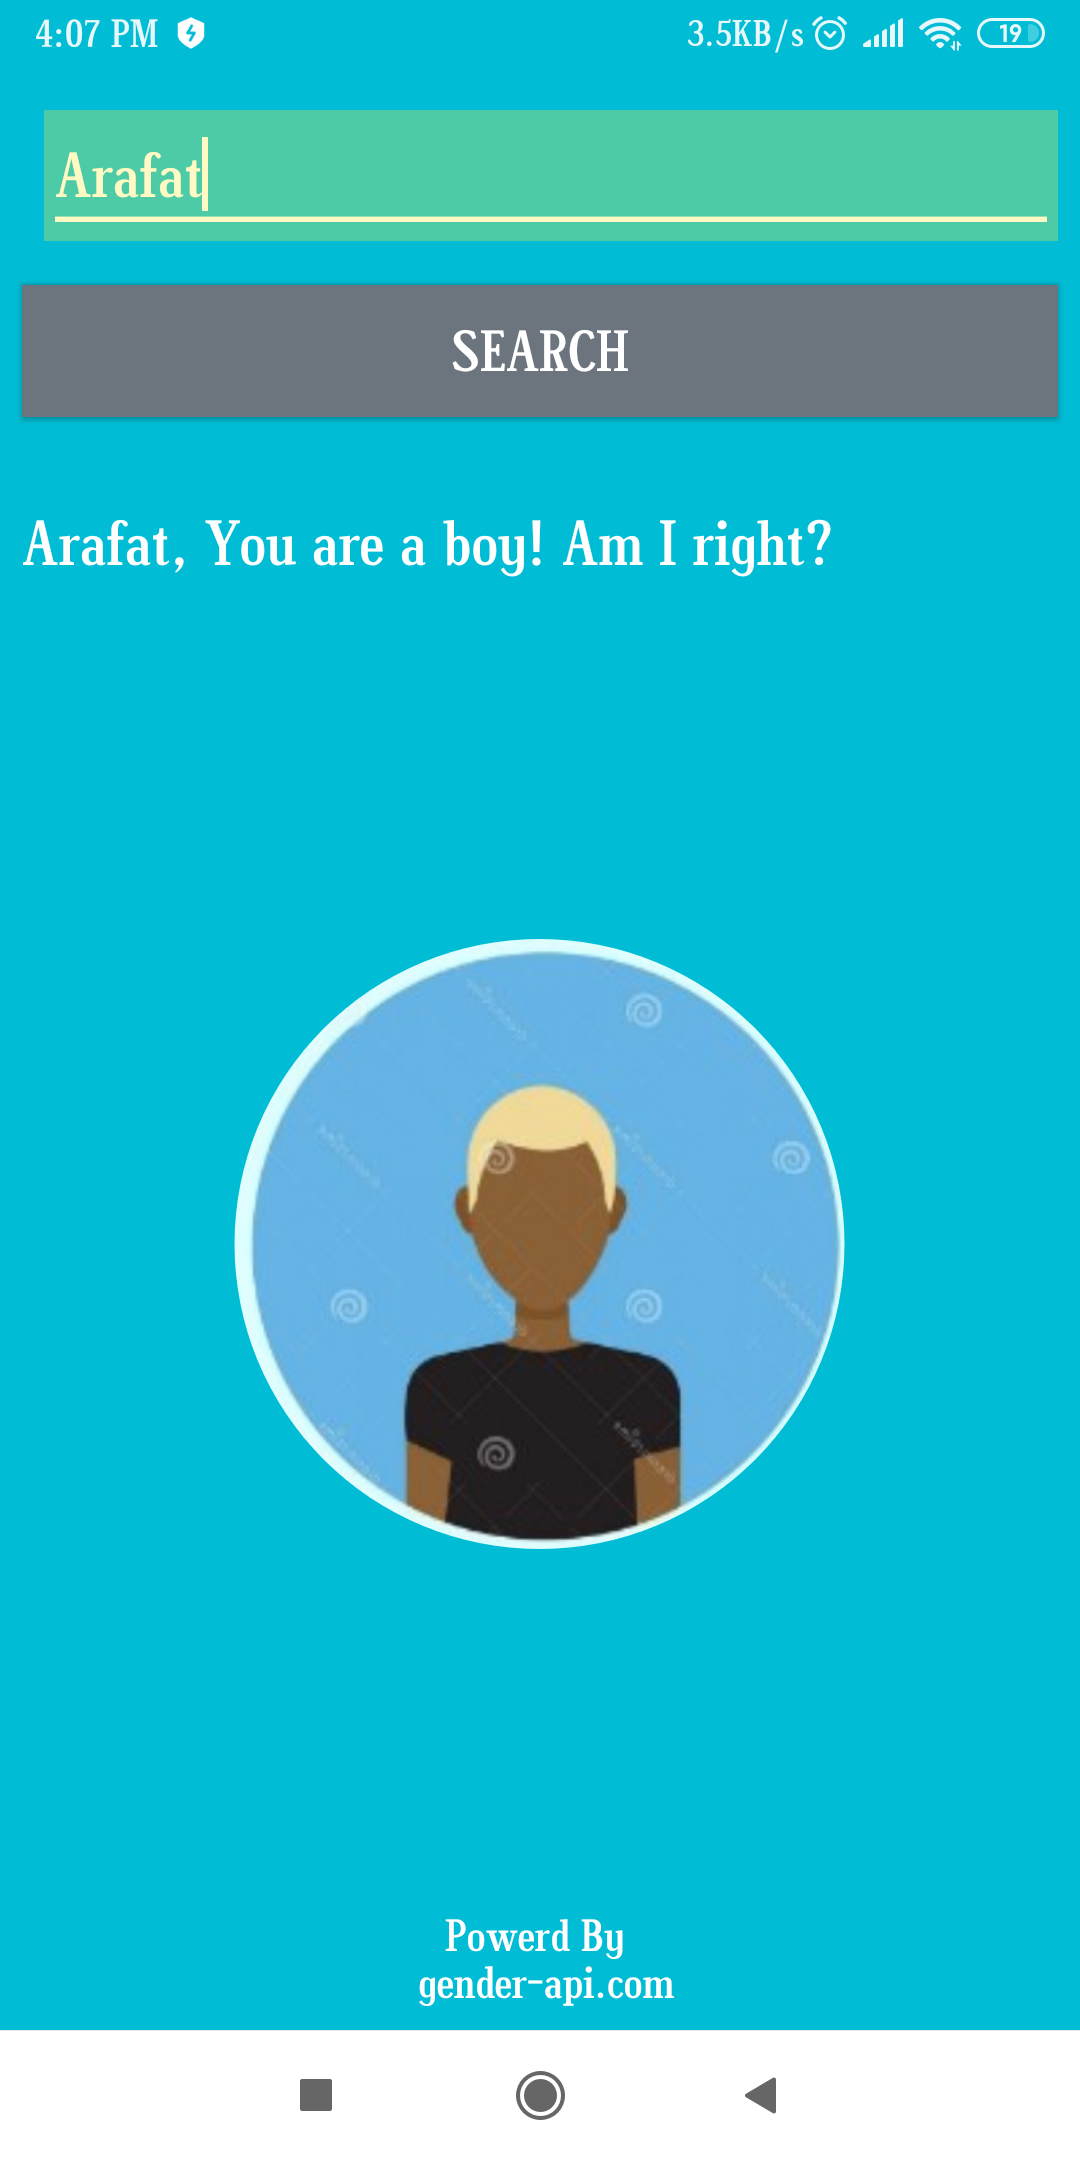 4:07 PM 3.5KB/s 19
Arafat
SEARCH
Arafat, You are a boy! Am I right?
Powerd By
gender-api.com